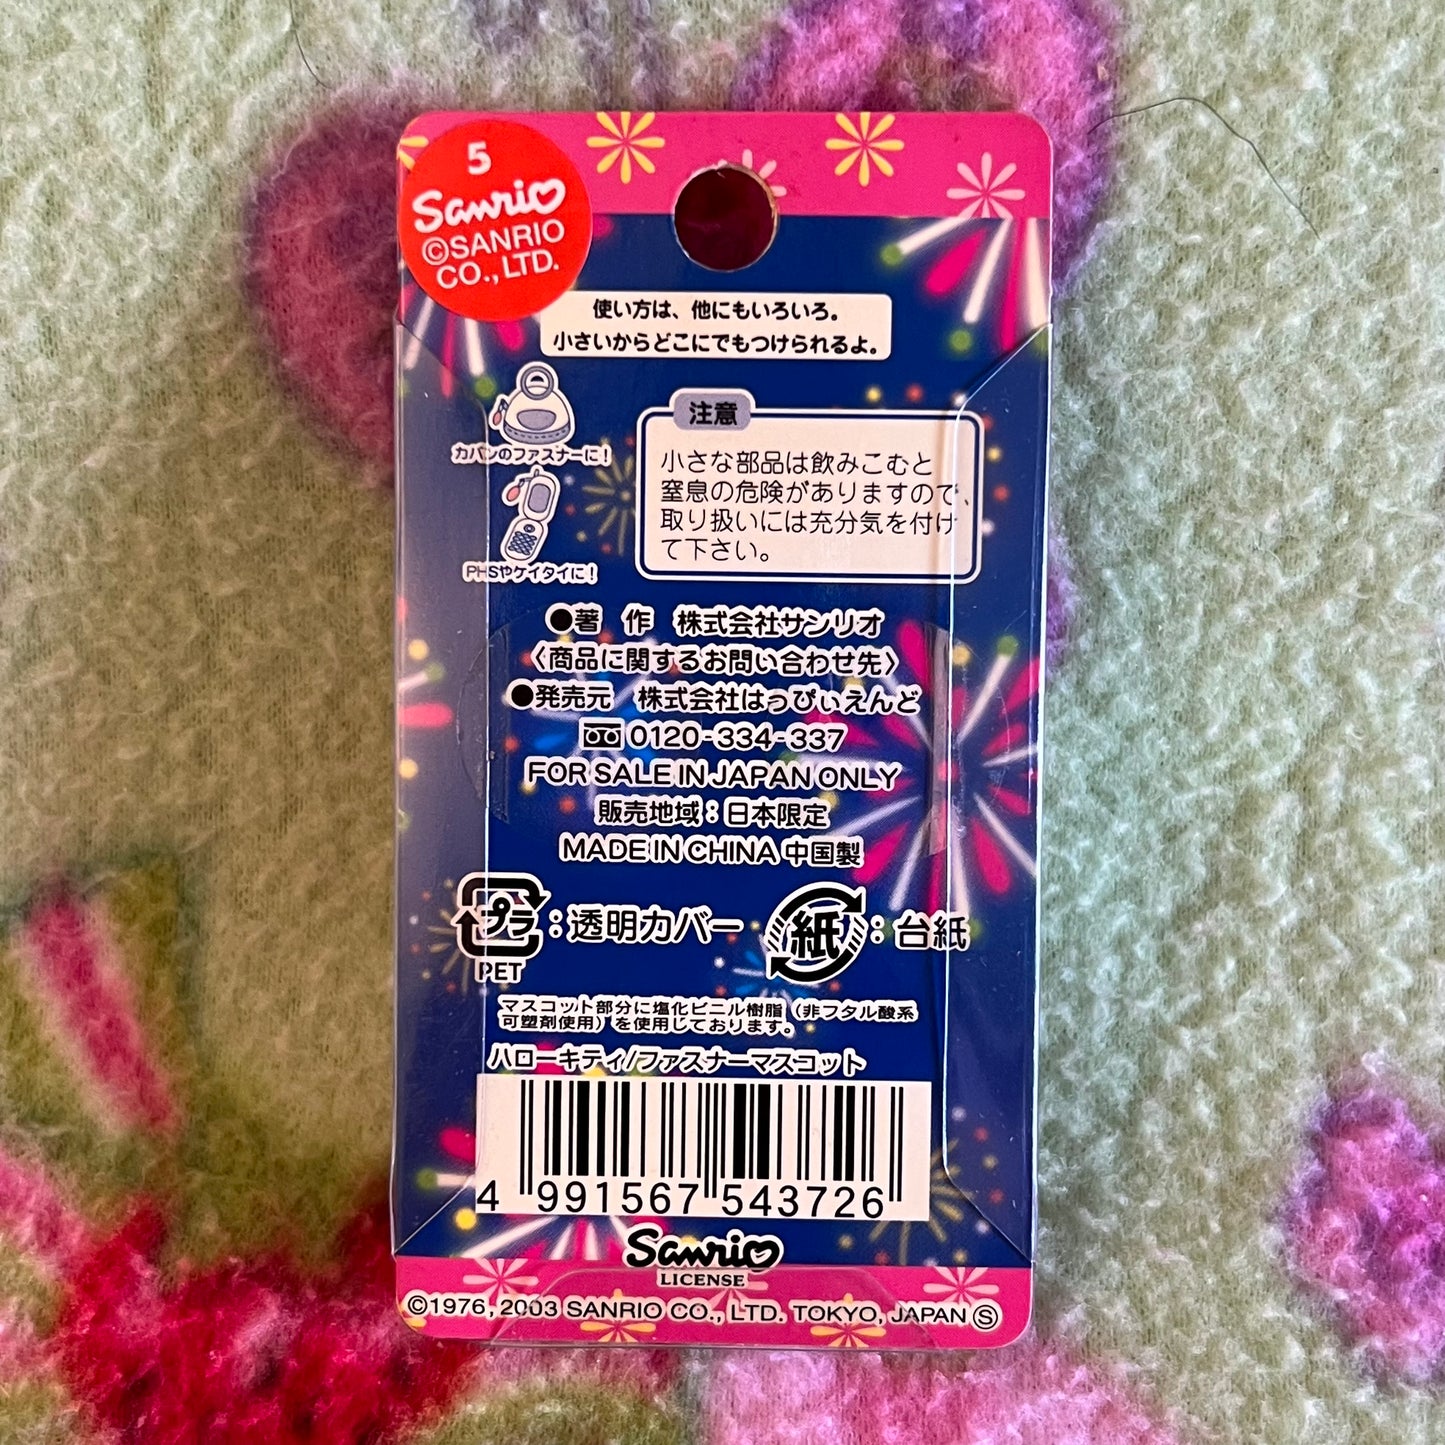 5
Sanrio
©SANRIO
CO., LTD.
使い方は、他にもいろいろ。
小さいからどこにでもつけられるよ。
カバンのファスナーに!
PHSやケイタイに!
注意
小さな部品は飲みこむと
窒息の危険がありますので、
取り扱いには充分気を付け
て下さい。
●著 作 株式会社サンリオ
〈商品に関するお問い合わせ先〉
●発売元 株式会社はっぴぃえんど
0120-334-337
FOR SALE IN JAPAN ONLY
販売地域：日本限定
MADE IN CHINA 中国製
プラ：透明カバー 紙：台紙
PET
マスコット部分に塩化ビニル樹脂（非フタル酸系
可塑剤使用）を使用しております。
ハローキティ/ファスナーマスコット
4 991567 543726
Sanrio
LICENSE
©1976, 2003 SANRIO CO., LTD. TOKYO, JAPAN Ⓢ